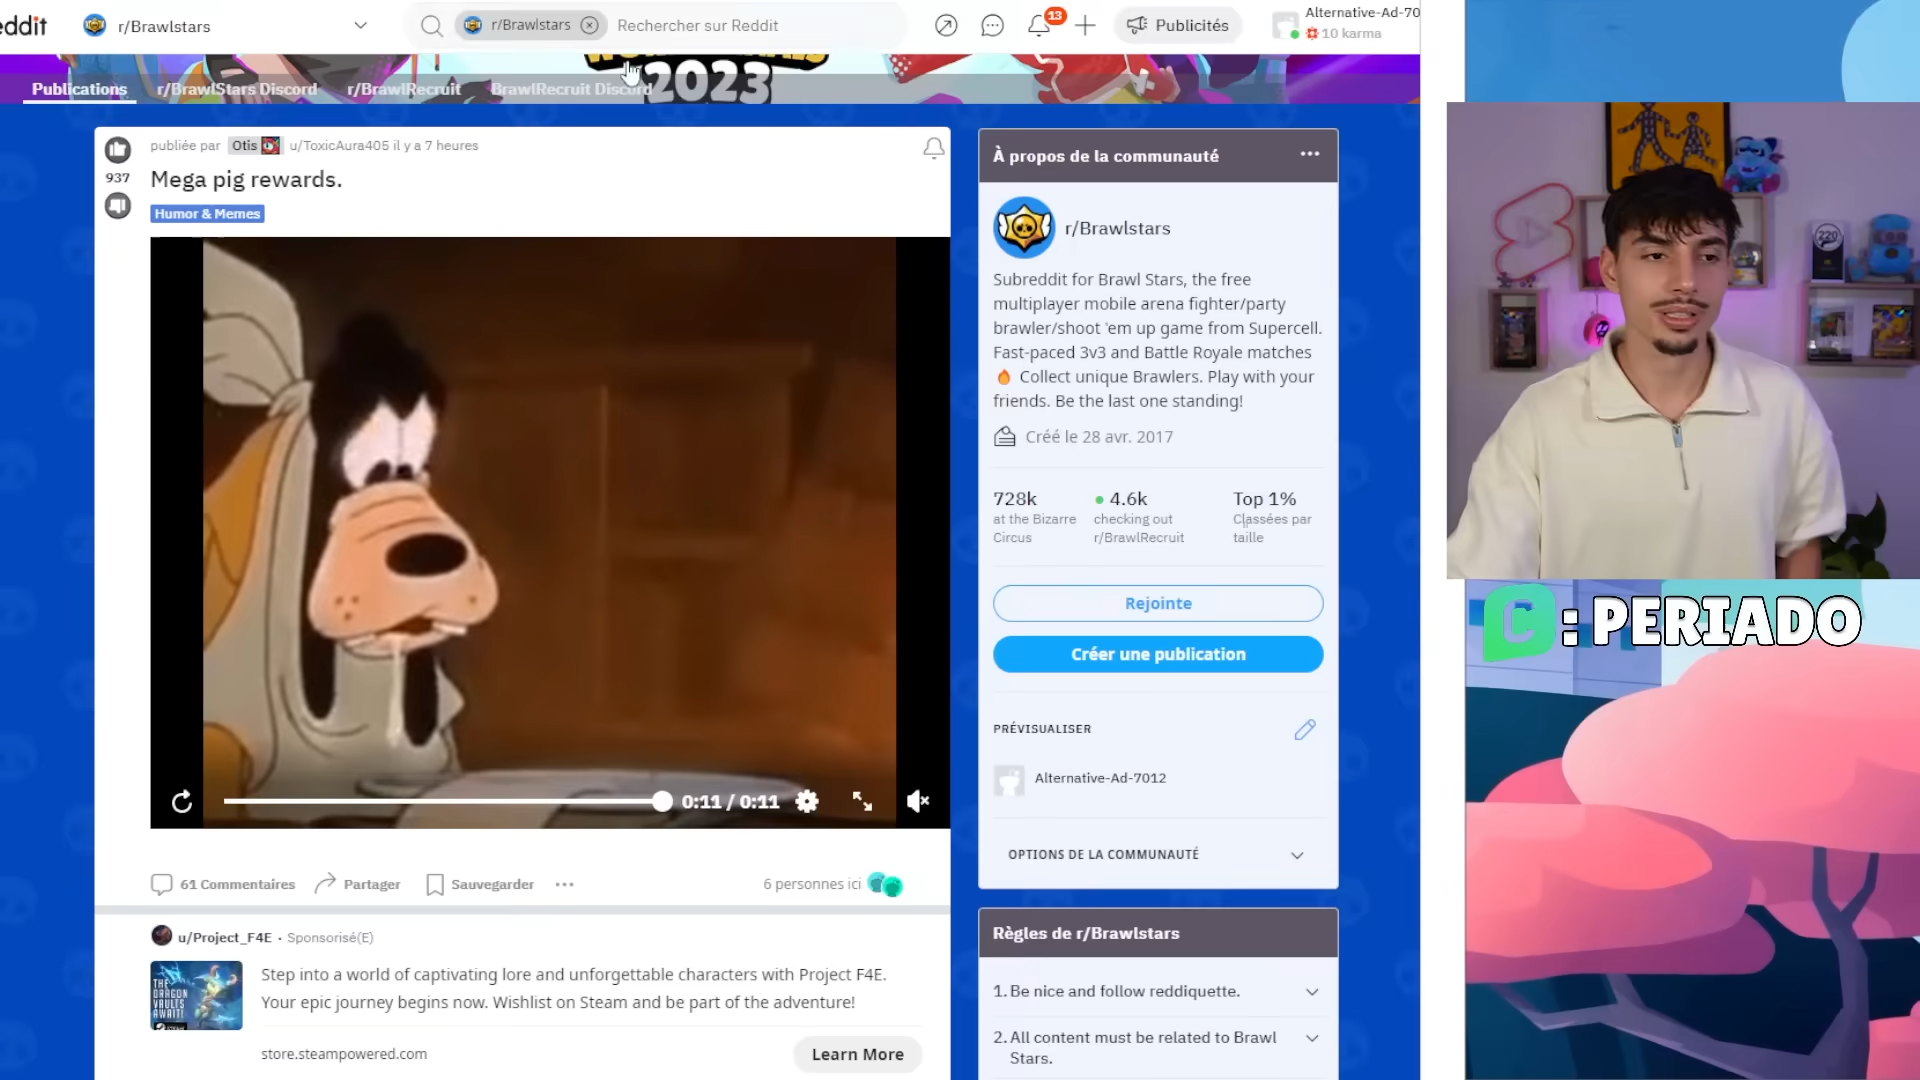 eddit
r/Brawlstars
r/Brawlstars
Rechercher sur Reddit
13
Publicités
Alternative-Ad-70
10 karma
2023
Publications
r/BrawlStars Discord
r/BrawlRecruit
BrawlRecruit Discord
publiée par
Otis
u/ToxicAura405 il y a 7 heures
937
Mega pig rewards.
Humor & Memes
0:11 / 0:11
61 Commentaires
Partager
Sauvegarder
6 personnes ici
u/Project_F4E · Sponsorisé(E)
THE
DRAGON
VAULTS
AWAIT!
Step into a world of captivating lore and unforgettable characters with Project F4E.
Your epic journey begins now. Wishlist on Steam and be part of the adventure!
store.steampowered.com
Learn More
À propos de la communauté
r/Brawlstars
Subreddit for Brawl Stars, the free
multiplayer mobile arena fighter/party
brawler/shoot 'em up game from Supercell.
Fast-paced 3v3 and Battle Royale matches
🔥 Collect unique Brawlers. Play with your
friends. Be the last one standing!
Créé le 28 avr. 2017
728k
at the Bizarre
Circus
4.6k
checking out
r/BrawlRecruit
Top 1%
Classées par
taille
Rejointe
Créer une publication
PRÉVISUALISER
Alternative-Ad-7012
OPTIONS DE LA COMMUNAUTÉ
Règles de r/Brawlstars
1. Be nice and follow reddiquette.
2. All content must be related to Brawl
Stars.
220
C : PERIADO